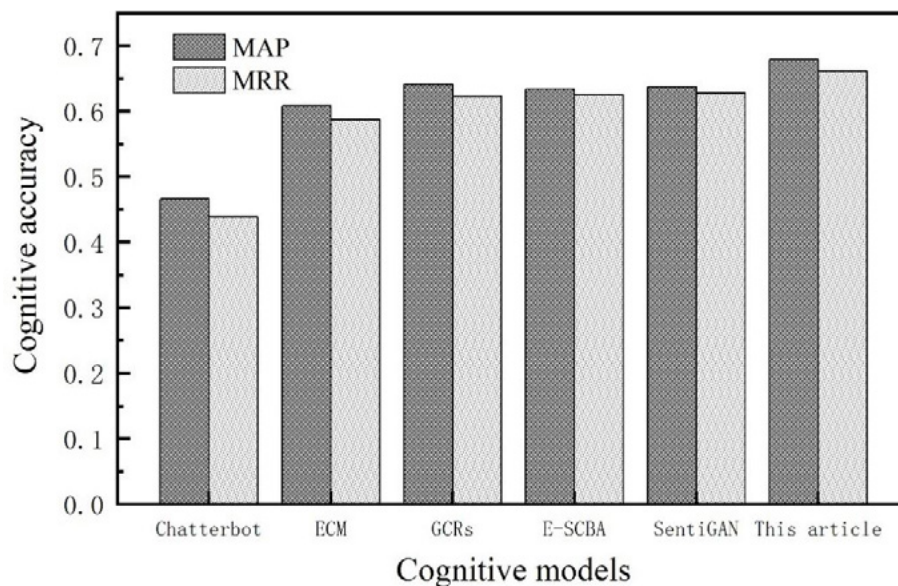 MAP
MRR
Cognitive accuracy
0.7
0.6
0.5
0.4
0.3
0.2
0.1
0.0
Chatterbot ECM GCRs E-SCBA SentiGAN This article
Cognitive models